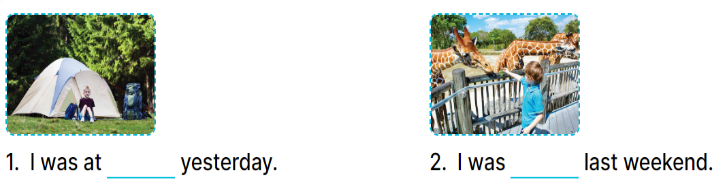 1. I was at ______ yesterday.
2. I was ______ last weekend.